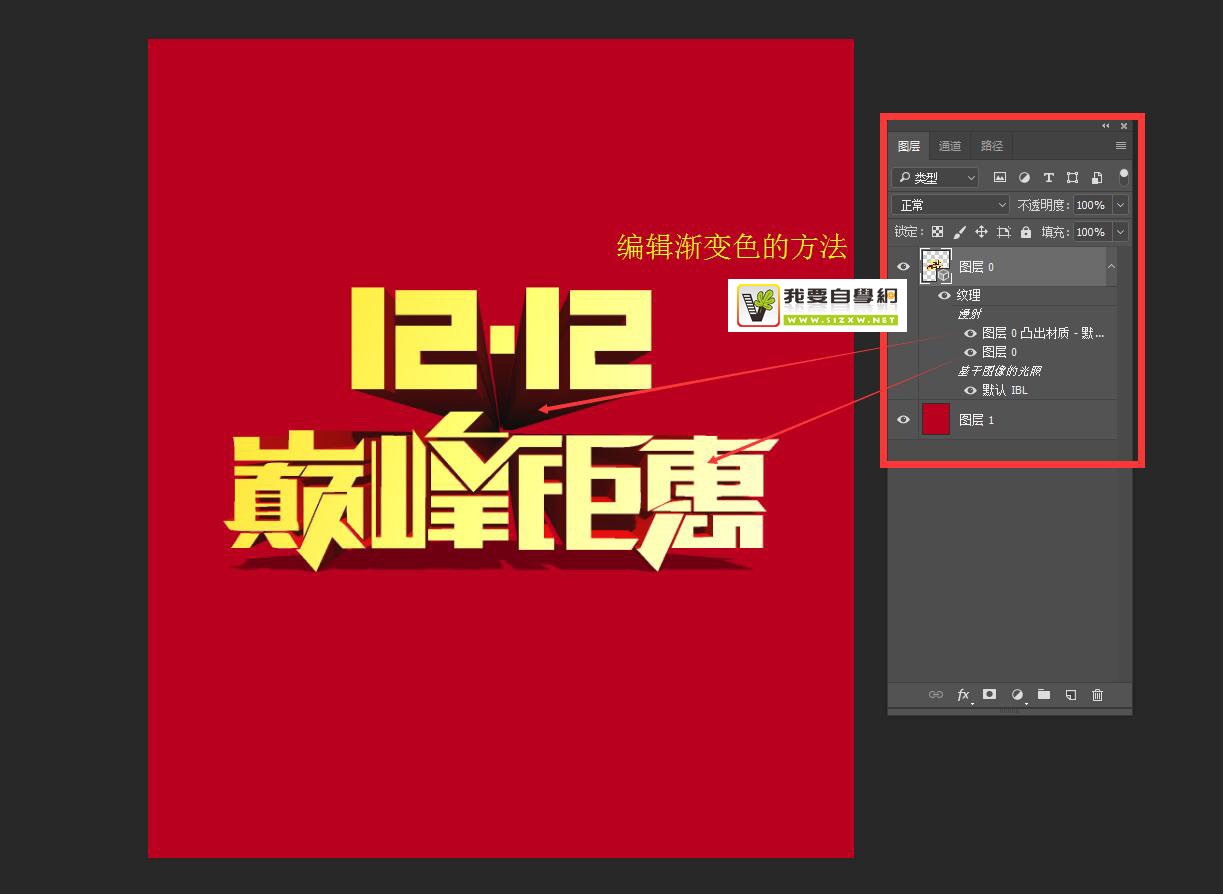 图层 通道 路径
类型
正常 不透明度: 100%
锁定: 填充: 100%
编辑渐变色的方法
图层 0
我要自學網
WWW.51ZXW.NET
12·12
纹理
漫射
图层 0 凸出材质 - 默...
图层 0
基于图像的光照
默认 IBL
图层 1
巅峰钜惠
fx